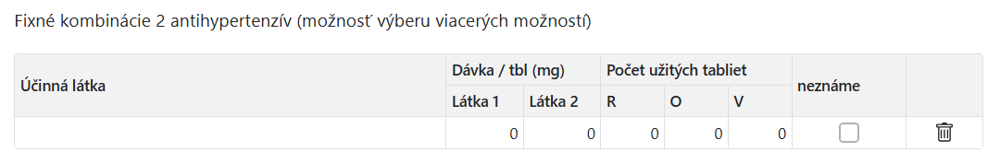 Fixné kombinácie 2 antihypertenzív (možnosť výberu viacerých možností)
Účinná látka Dávka / tbl (mg) Počet užitých tabliet neznáme
Látka 1 Látka 2 R O V
0 0 0 0 0